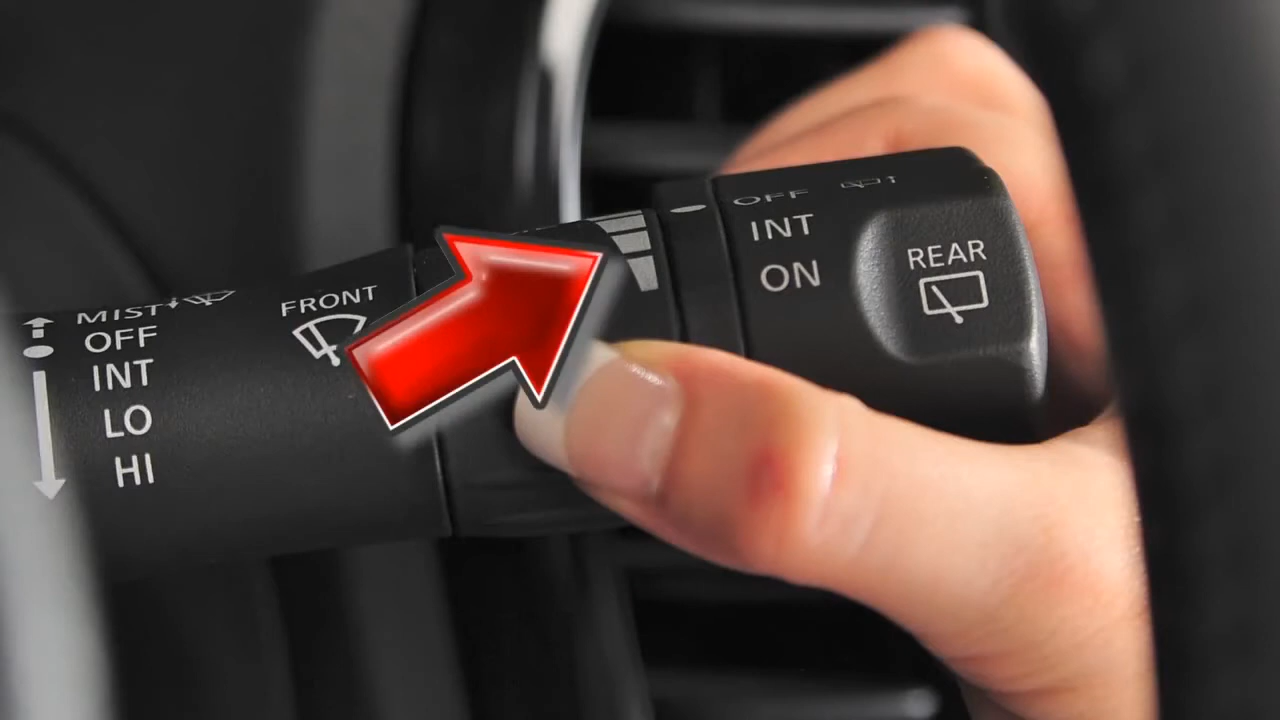 MIST
OFF
INT
LO
HI
FRONT
OFF
INT
ON
REAR